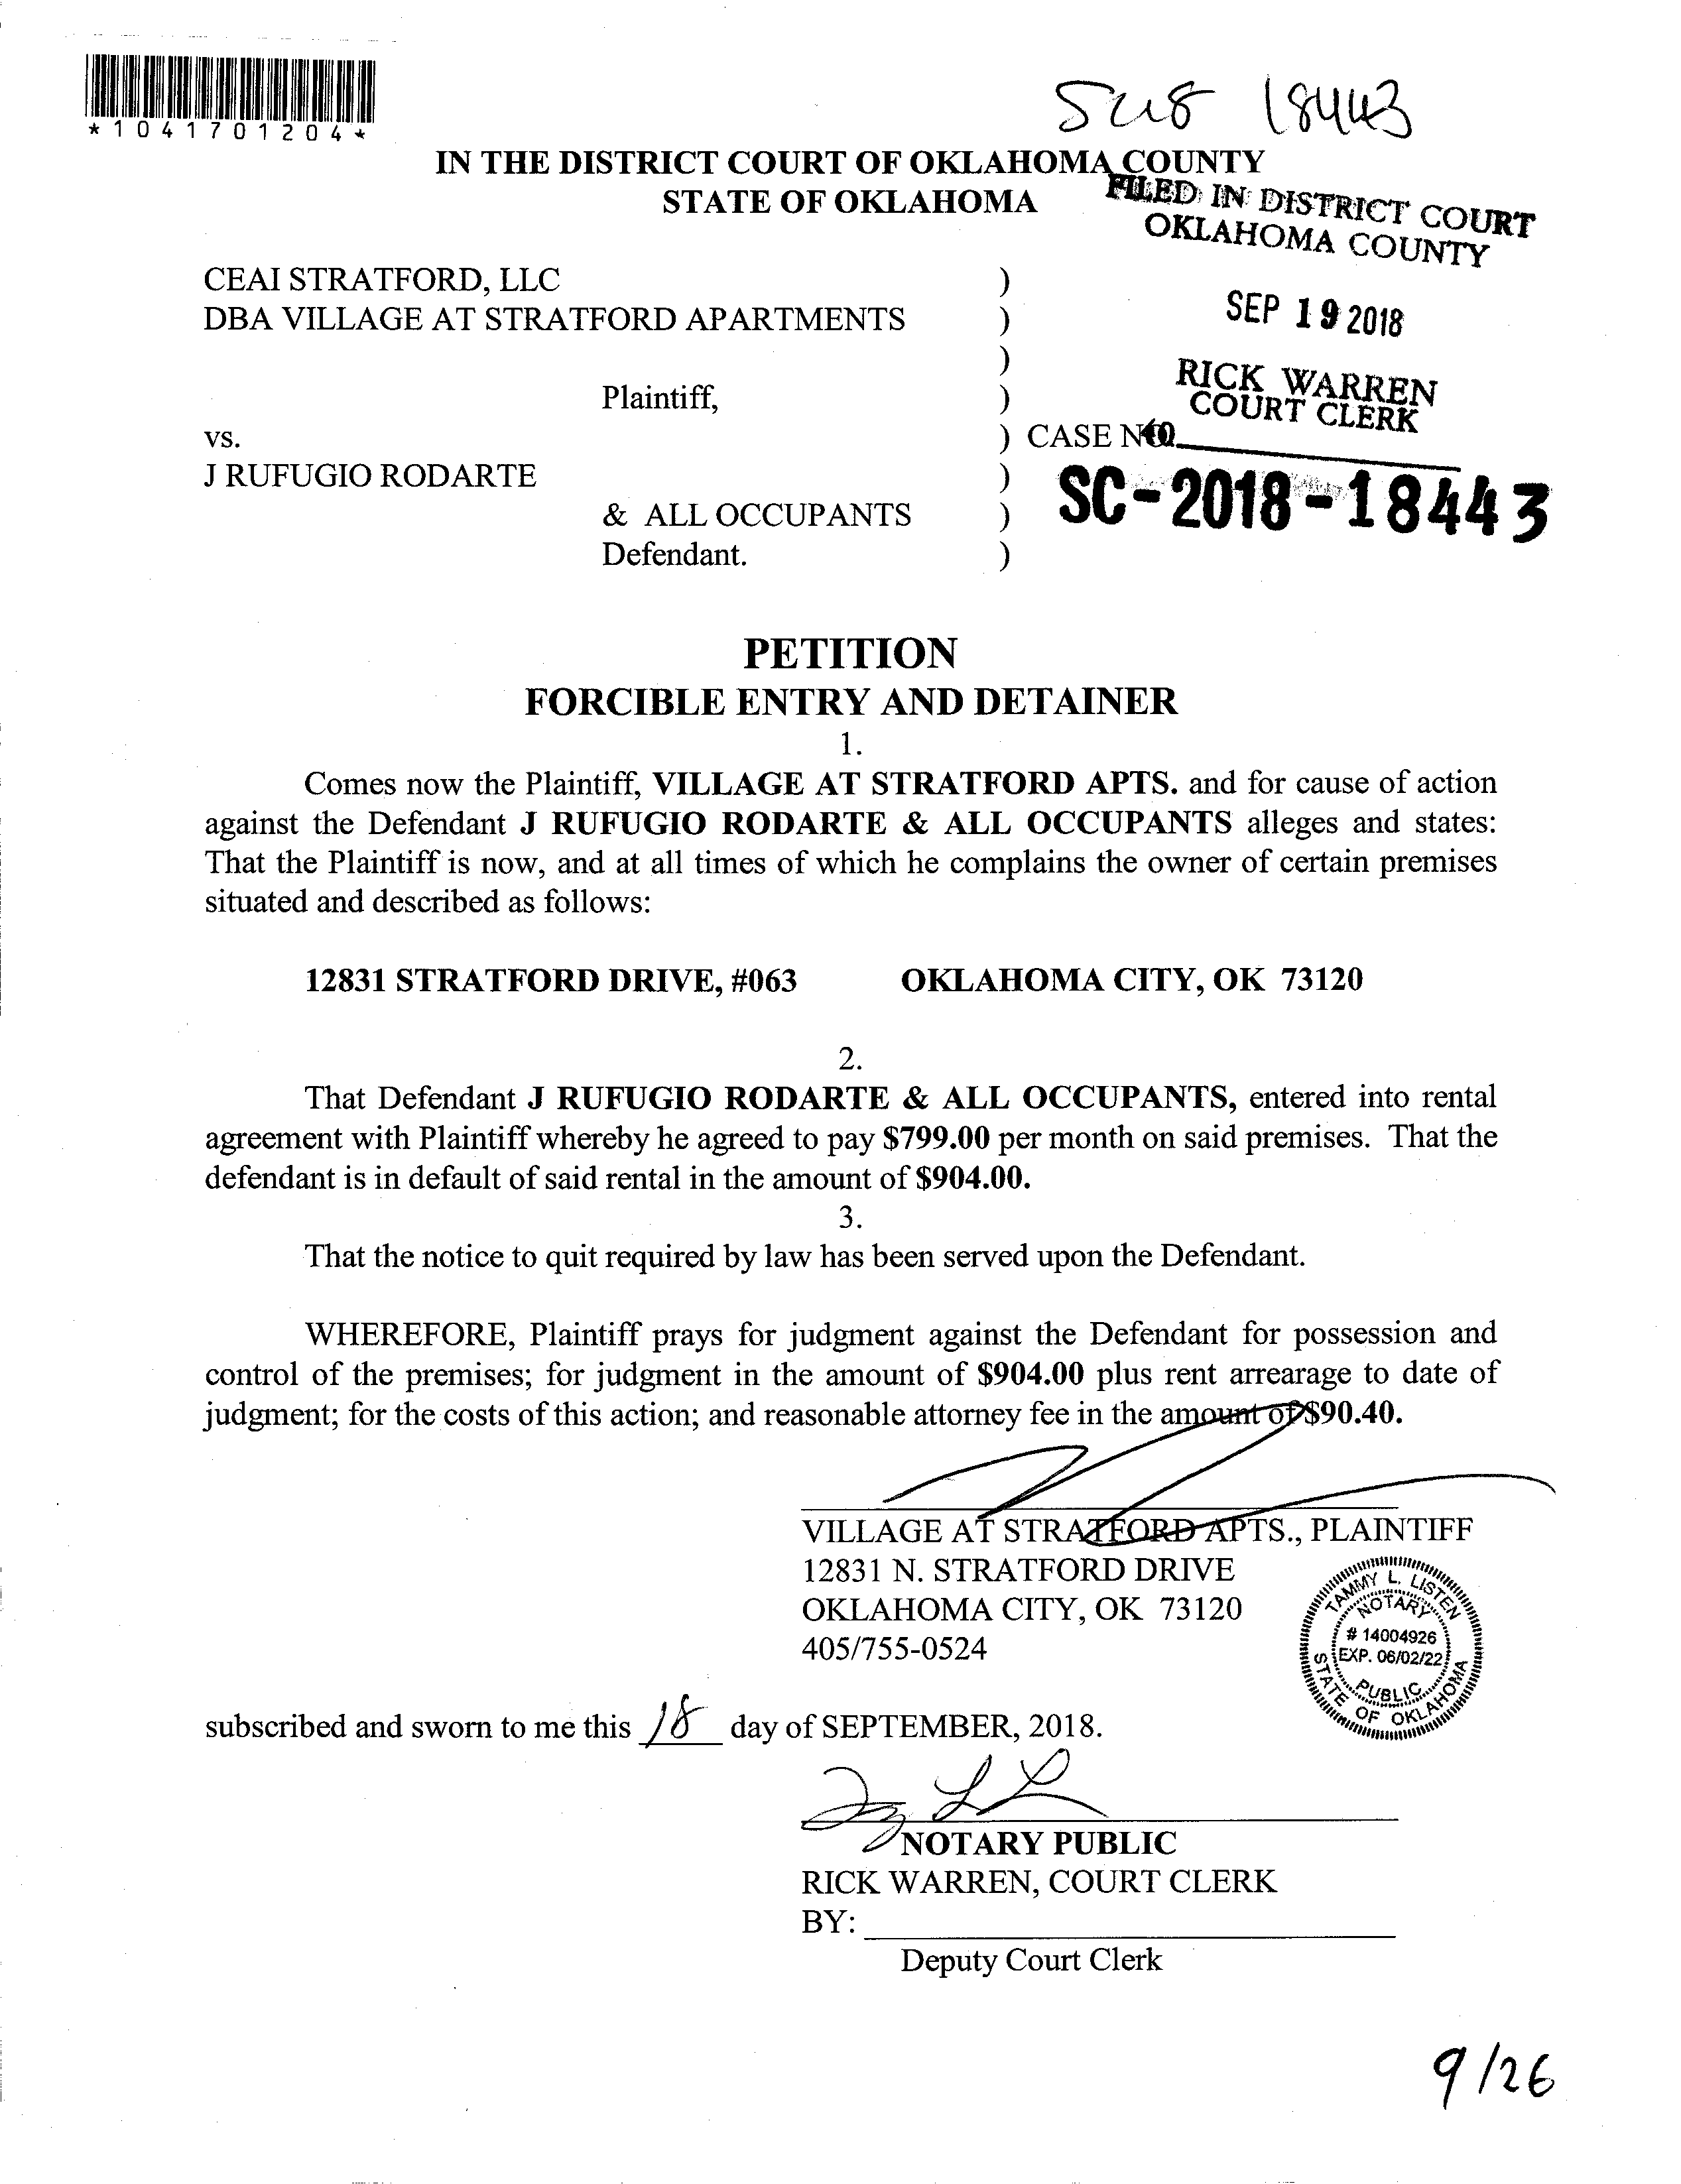 *1041701204*
18443
IN THE DISTRICT COURT OF OKLAHOMA COUNTY
STATE OF OKLAHOMA
FILED IN DISTRICT COURT
OKLAHOMA COUNTY
CEAI STRATFORD, LLC )
DBA VILLAGE AT STRATFORD APARTMENTS )
SEP 19 2018
)
Plaintiff, )
RICK WARREN
COURT CLERK
vs. ) CASE NO.
J RUFUGIO RODARTE )
SC-2018-18443
& ALL OCCUPANTS )
Defendant. )
PETITION
FORCIBLE ENTRY AND DETAINER
1.
Comes now the Plaintiff, VILLAGE AT STRATFORD APTS. and for cause of action
against the Defendant J RUFUGIO RODARTE & ALL OCCUPANTS alleges and states:
That the Plaintiff is now, and at all times of which he complains the owner of certain premises
situated and described as follows:
12831 STRATFORD DRIVE, #063 OKLAHOMA CITY, OK 73120
2.
That Defendant J RUFUGIO RODARTE & ALL OCCUPANTS, entered into rental
agreement with Plaintiff whereby he agreed to pay $799.00 per month on said premises. That the
defendant is in default of said rental in the amount of $904.00.
3.
That the notice to quit required by law has been served upon the Defendant.
WHEREFORE, Plaintiff prays for judgment against the Defendant for possession and
control of the premises; for judgment in the amount of $904.00 plus rent arrearage to date of
judgment; for the costs of this action; and reasonable attorney fee in the amount of $90.40.
VILLAGE AT STRATFORD APTS., PLAINTIFF
12831 N. STRATFORD DRIVE
OKLAHOMA CITY, OK 73120
405/755-0524
TAMMY L. LISTEN
NOTARY
# 14004926
EXP. 06/02/22
PUBLIC
STATE OF OKLAHOMA
subscribed and sworn to me this 18 day of SEPTEMBER, 2018.
NOTARY PUBLIC
RICK WARREN, COURT CLERK
BY:
Deputy Court Clerk
9/26